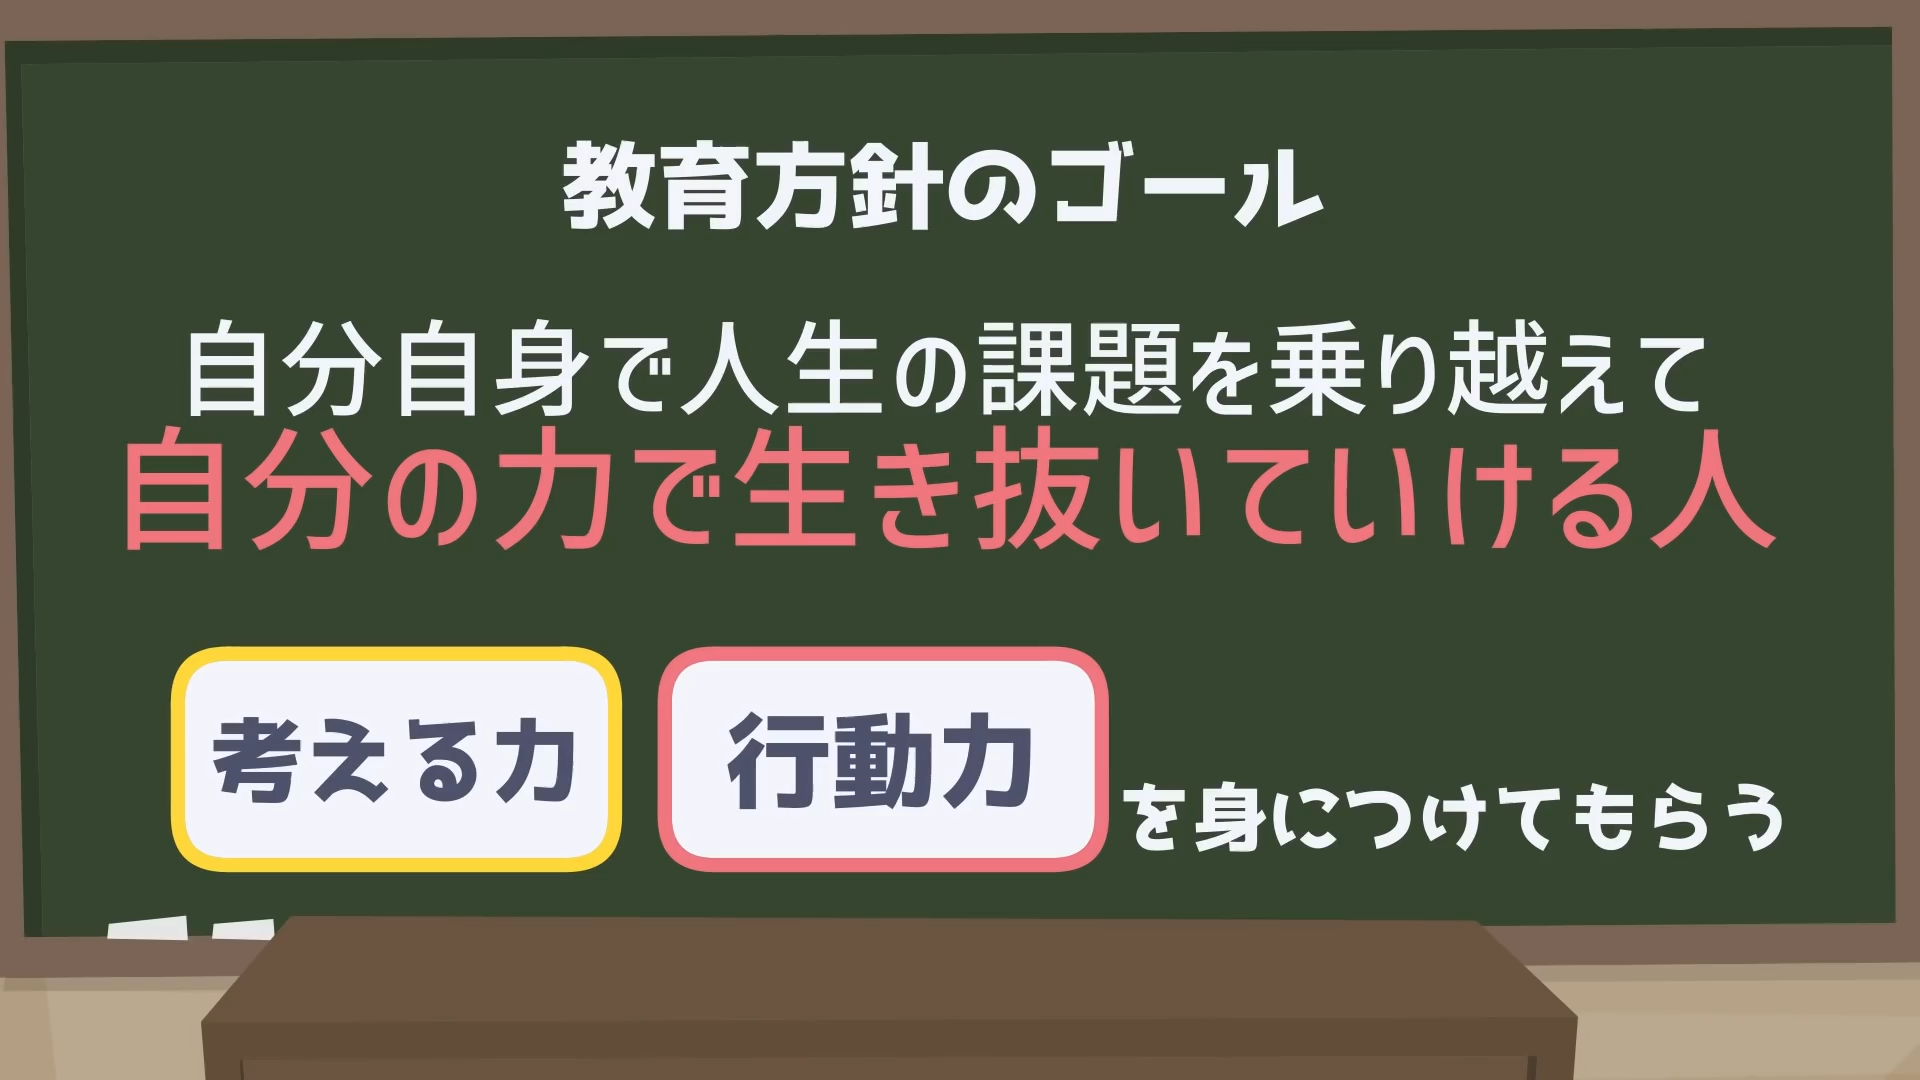 教育方針のゴール
自分自身で人生の課題を乗り越えて
自分の力で生き抜いていける人
考える力 行動力 を身につけてもらう